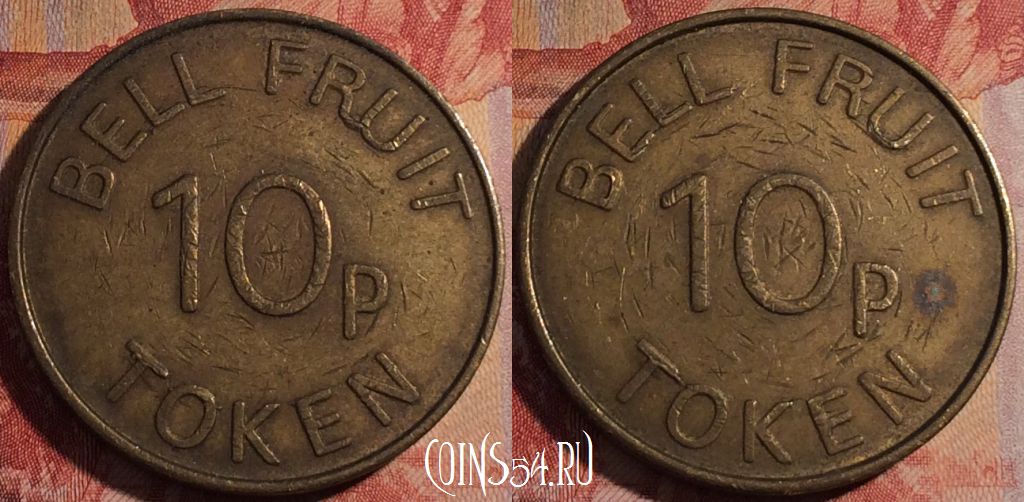 BELL FRUIT
10P
TOKEN
BELL FRUIT
10P
TOKEN
COINS54.RU